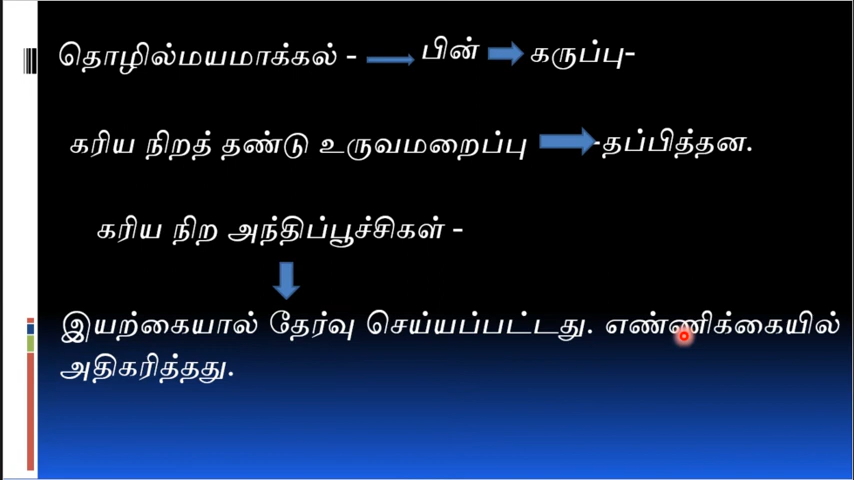 தொழில்மயமாக்கல் - பின் கருப்பு-
கரிய நிறத் தண்டு உருவமறைப்பு -தப்பித்தன.
கரிய நிற அந்திப்பூச்சிகள் -
இயற்கையால் தேர்வு செய்யப்பட்டது. எண்ணிக்கையில்
அதிகரித்தது.